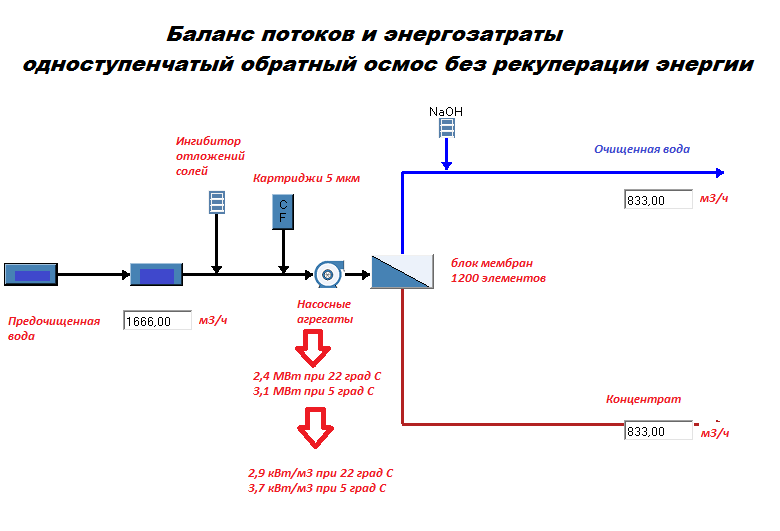 Баланс потоков и энергозатраты
одноступенчатый обратный осмос без рекуперации энергии
NaOH
Ингибитор
отложений
солей
Картриджи 5 мкм
Очищенная вода
833,00 м3/ч
C
F
блок мембран
1200 элементов
Предочищенная
вода
1666,00 м3/ч
Насосные
агрегаты
2,4 МВт при 22 град С
3,1 МВт при 5 град С
Концентрат
833,00 м3/ч
2,9 кВт/м3 при 22 град С
3,7 кВт/м3 при 5 град С